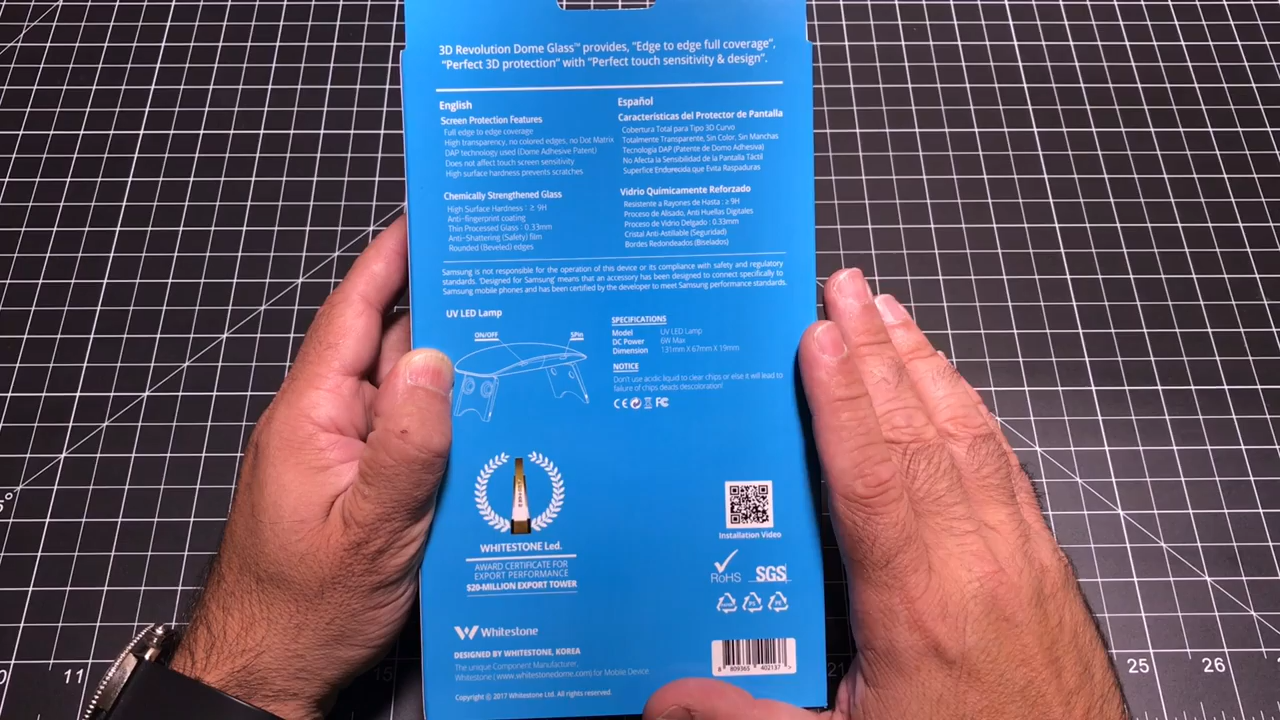 3D Revolution Dome Glass™ provides, "Edge to edge full coverage",
"Perfect 3D protection" with "Perfect touch sensitivity & design".
English
Screen Protection Features
Full edge to edge coverage
High transparency, no colored edges, no Dot Matrix
DAP technology used (Dome Adhesive Patent)
Does not affect touch screen sensitivity
High surface hardness prevents scratches
Chemically Strengthened Glass
High Surface Hardness : ≥ 9H
Anti-fingerprint coating
Thin Processed Glass : 0.33mm
Anti-Shattering (Safety) film
Rounded (Beveled) edges
Español
Características del Protector de Pantalla
Cobertura Total para Tipo 3D Curvo
Totalmente Transparente, Sin Color, Sin Manchas
Tecnología DAP (Patente de Domo Adhesiva)
No Afecta la Sensibilidad de la Pantalla Táctil
Superfice Endurecida que Evita Raspaduras
Vidrio Químicamente Reforzado
Resistente a Rayones de Hasta : ≥ 9H
Proceso de Alisado, Anti Huellas Digitales
Proceso de Vidrio Delgado : 0.33mm
Cristal Anti-Astillable (Seguridad)
Bordes Redondeados (Biselados)
Samsung is not responsible for the operation of this device or its compliance with safety and regulatory
standards. 'Designed for Samsung' means that an accessory has been designed to connect specifically to
Samsung mobile phones and has been certified by the developer to meet Samsung performance standards.
UV LED Lamp
ON/OFF
SPin
SPECIFICATIONS
Model UV LED Lamp
DC Power 6W Max
Dimension 131mm X 67mm X 19mm
NOTICE
Don't use acidic liquid to clear chips or else it will lead to
failure of chips deads descoloration!
CE FC
WHITESTONE Led.
AWARD CERTIFICATE FOR
EXPORT PERFORMANCE
$20-MILLION EXPORT TOWER
Installation Video
RoHS SGS
PS PE
Whitestone
DESIGNED BY WHITESTONE, KOREA
The unique Component Manufacturer,
Whitestone ( www.whitestonedome.com) for Mobile Device
Copyright © 2017 Whitestone Ltd. All rights reserved.
8 809365 402137 >
11
15
21
25
26